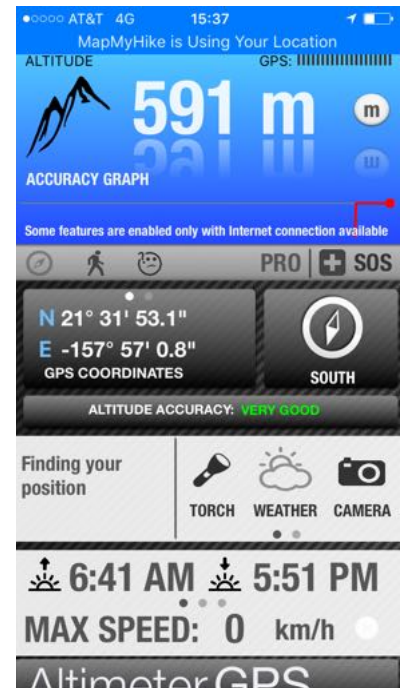 AT&T 4G 15:37
MapMyHike is Using Your Location
ALTITUDE GPS:
591 m m
ACCURACY GRAPH
Some features are enabled only with Internet connection available
PRO SOS
N 21° 31' 53.1"
E -157° 57' 0.8"
GPS COORDINATES
SOUTH
ALTITUDE ACCURACY: VERY GOOD
Finding your
position
TORCH WEATHER CAMERA
6:41 AM 5:51 PM
MAX SPEED: 0 km/h
Altimeter GPS